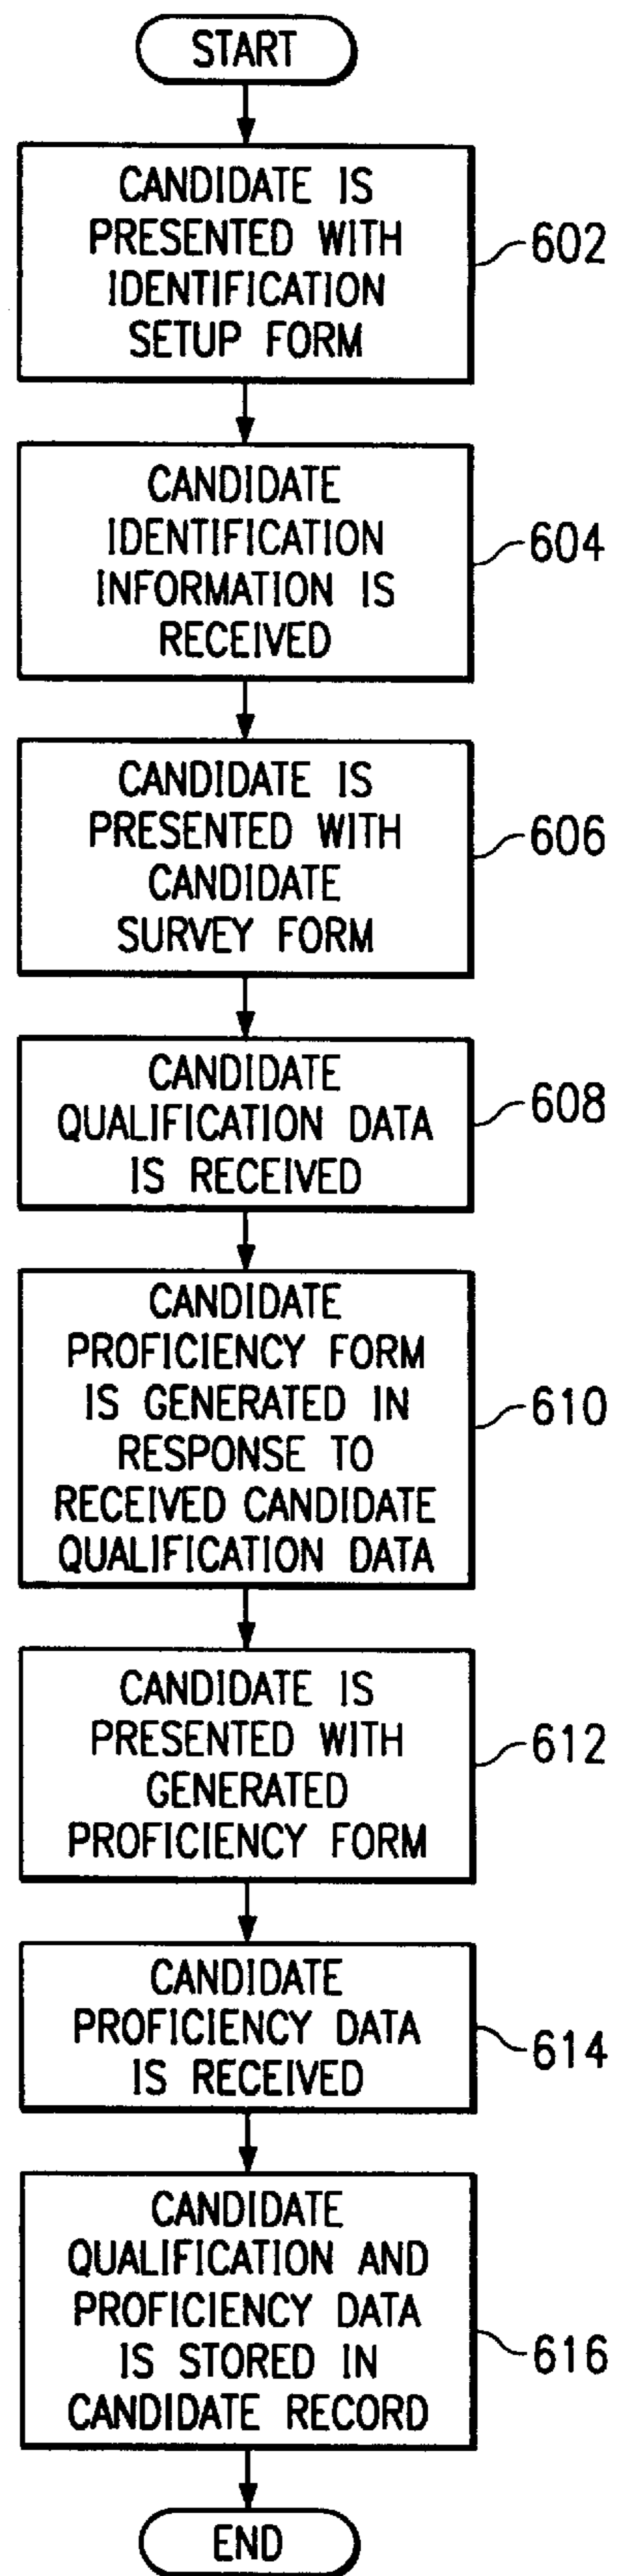 START
CANDIDATE IS
PRESENTED WITH
IDENTIFICATION
SETUP FORM
602
CANDIDATE
IDENTIFICATION
INFORMATION IS
RECEIVED
604
CANDIDATE IS
PRESENTED WITH
CANDIDATE
SURVEY FORM
606
CANDIDATE
QUALIFICATION DATA
IS RECEIVED
608
CANDIDATE
PROFICIENCY FORM
IS GENERATED IN
RESPONSE TO
RECEIVED CANDIDATE
QUALIFICATION DATA
610
CANDIDATE IS
PRESENTED WITH
GENERATED
PROFICIENCY FORM
612
CANDIDATE
PROFICIENCY DATA
IS RECEIVED
614
CANDIDATE
QUALIFICATION AND
PROFICIENCY DATA
IS STORED IN
CANDIDATE RECORD
616
END